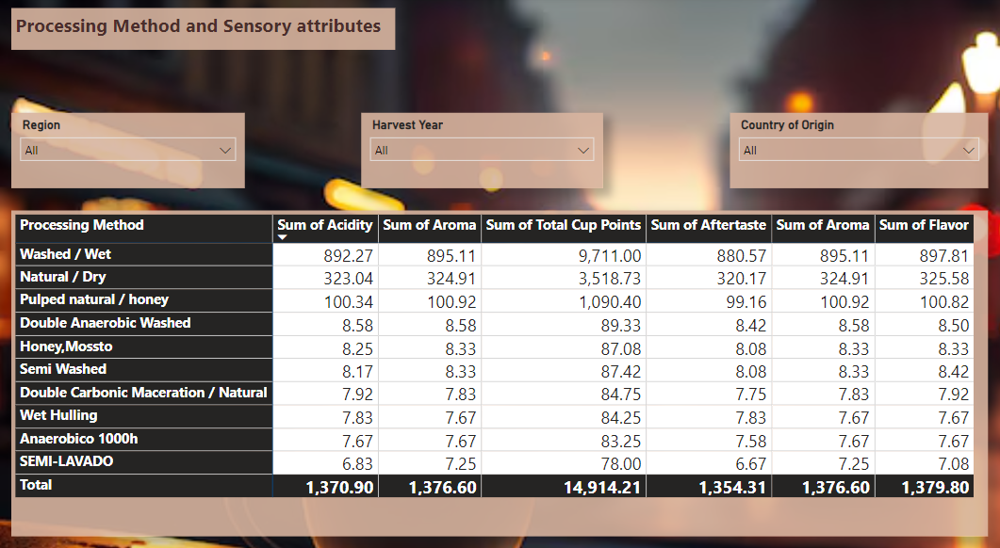 Processing Method and Sensory attributes
Region Harvest Year Country of Origin
All All All
Processing Method Sum of Acidity Sum of Aroma Sum of Total Cup Points Sum of Aftertaste Sum of Aroma Sum of Flavor
Washed / Wet 892.27 895.11 9,711.00 880.57 895.11 897.81
Natural / Dry 323.04 324.91 3,518.73 320.17 324.91 325.58
Pulped natural / honey 100.34 100.92 1,090.40 99.16 100.92 100.82
Double Anaerobic Washed 8.58 8.58 89.33 8.42 8.58 8.50
Honey,Mossto 8.25 8.33 87.08 8.08 8.33 8.33
Semi Washed 8.17 8.33 87.42 8.08 8.33 8.42
Double Carbonic Maceration / Natural 7.92 7.83 84.75 7.75 7.83 7.92
Wet Hulling 7.83 7.67 84.25 7.83 7.67 7.67
Anaerobico 1000h 7.67 7.67 83.25 7.58 7.67 7.67
SEMI-LAVADO 6.83 7.25 78.00 6.67 7.25 7.08
Total 1,370.90 1,376.60 14,914.21 1,354.31 1,376.60 1,379.80